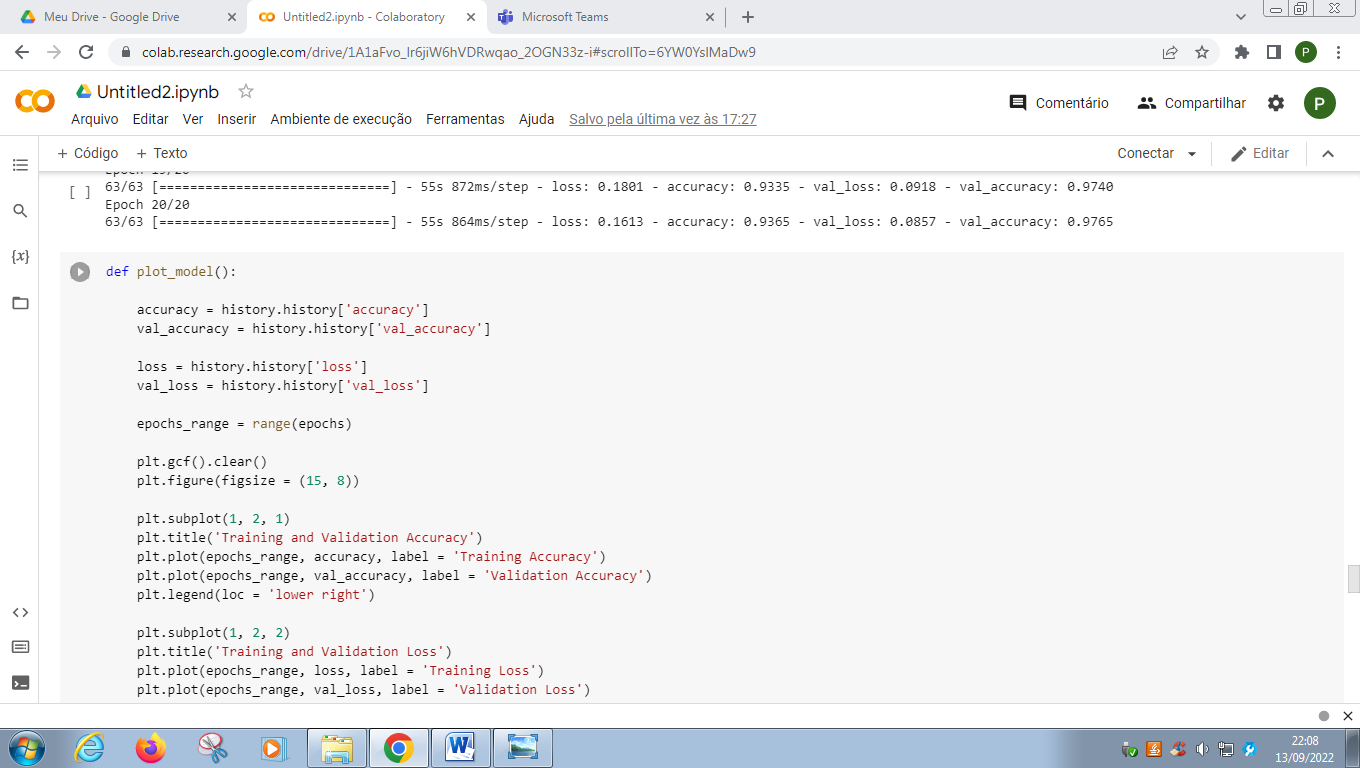 Meu Drive - Google Drive
Untitled2.ipynb - Colaboratory
Microsoft Teams
colab.research.google.com/drive/1A1aFvo_Ir6jiW6hVDRwqao_2OGN33z-i#scrollTo=6YW0YsIMaDw9
P
Untitled2.ipynb
Comentário
Compartilhar
P
Arquivo Editar Ver Inserir Ambiente de execução Ferramentas Ajuda Salvo pela última vez às 17:27
+ Código + Texto
Conectar
Editar
Epoch 19/20
[ ] 63/63 [==============================] - 55s 872ms/step - loss: 0.1801 - accuracy: 0.9335 - val_loss: 0.0918 - val_accuracy: 0.9740
Epoch 20/20
63/63 [==============================] - 55s 864ms/step - loss: 0.1613 - accuracy: 0.9365 - val_loss: 0.0857 - val_accuracy: 0.9765
{x}
def plot_model():
accuracy = history.history['accuracy']
val_accuracy = history.history['val_accuracy']
loss = history.history['loss']
val_loss = history.history['val_loss']
epochs_range = range(epochs)
plt.gcf().clear()
plt.figure(figsize = (15, 8))
plt.subplot(1, 2, 1)
plt.title('Training and Validation Accuracy')
plt.plot(epochs_range, accuracy, label = 'Training Accuracy')
plt.plot(epochs_range, val_accuracy, label = 'Validation Accuracy')
plt.legend(loc = 'lower right')
plt.subplot(1, 2, 2)
plt.title('Training and Validation Loss')
plt.plot(epochs_range, loss, label = 'Training Loss')
plt.plot(epochs_range, val_loss, label = 'Validation Loss')
22:08
13/09/2022